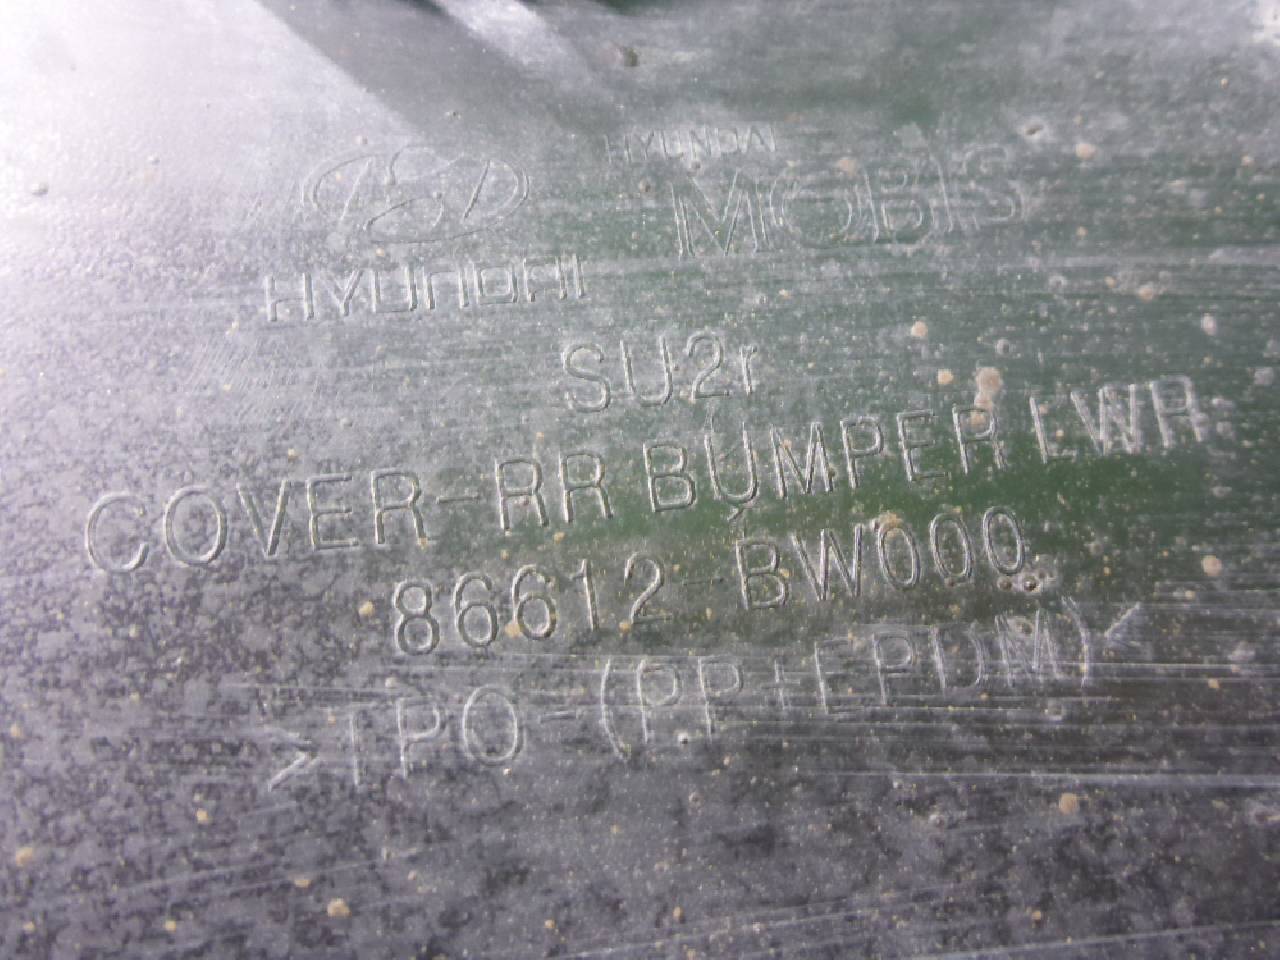 HYUNDAI
MOBIS
HYUNDAI
SU2r
COVER-RR BUMPER LWR
86612-BW000
>TPO-(PP+EPDM)<